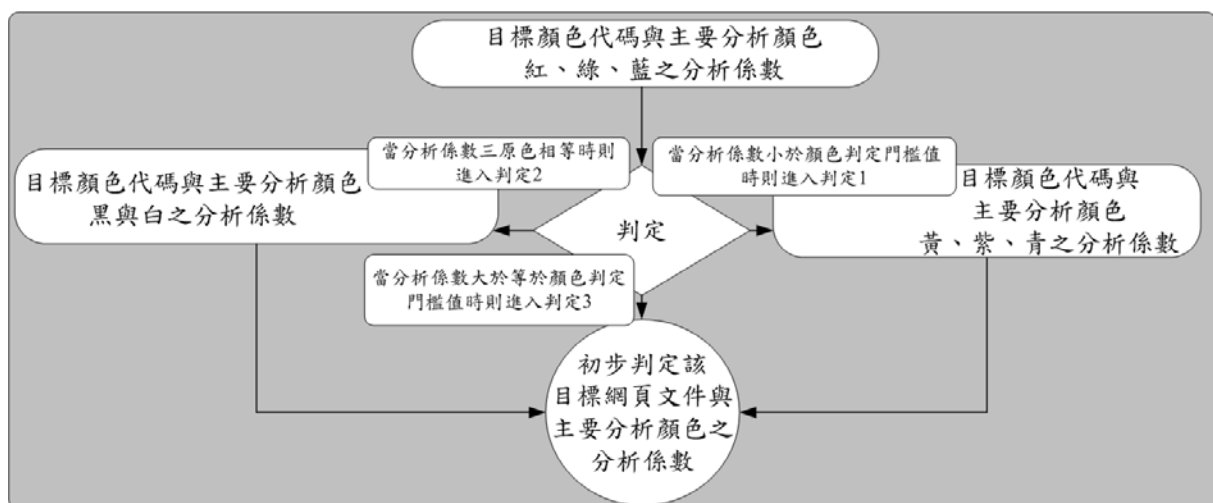 目標顏色代碼與主要分析顏色
紅、綠、藍之分析係數
當分析係數三原色相等時則
進入判定2
當分析係數小於顏色判定門檻值
時則進入判定1
目標顏色代碼與主要分析顏色
黑與白之分析係數
判定
目標顏色代碼與
主要分析顏色
黃、紫、青之分析係數
當分析係數大於等於顏色判定
門檻值時則進入判定3
初步判定該
目標網頁文件與
主要分析顏色之
分析係數